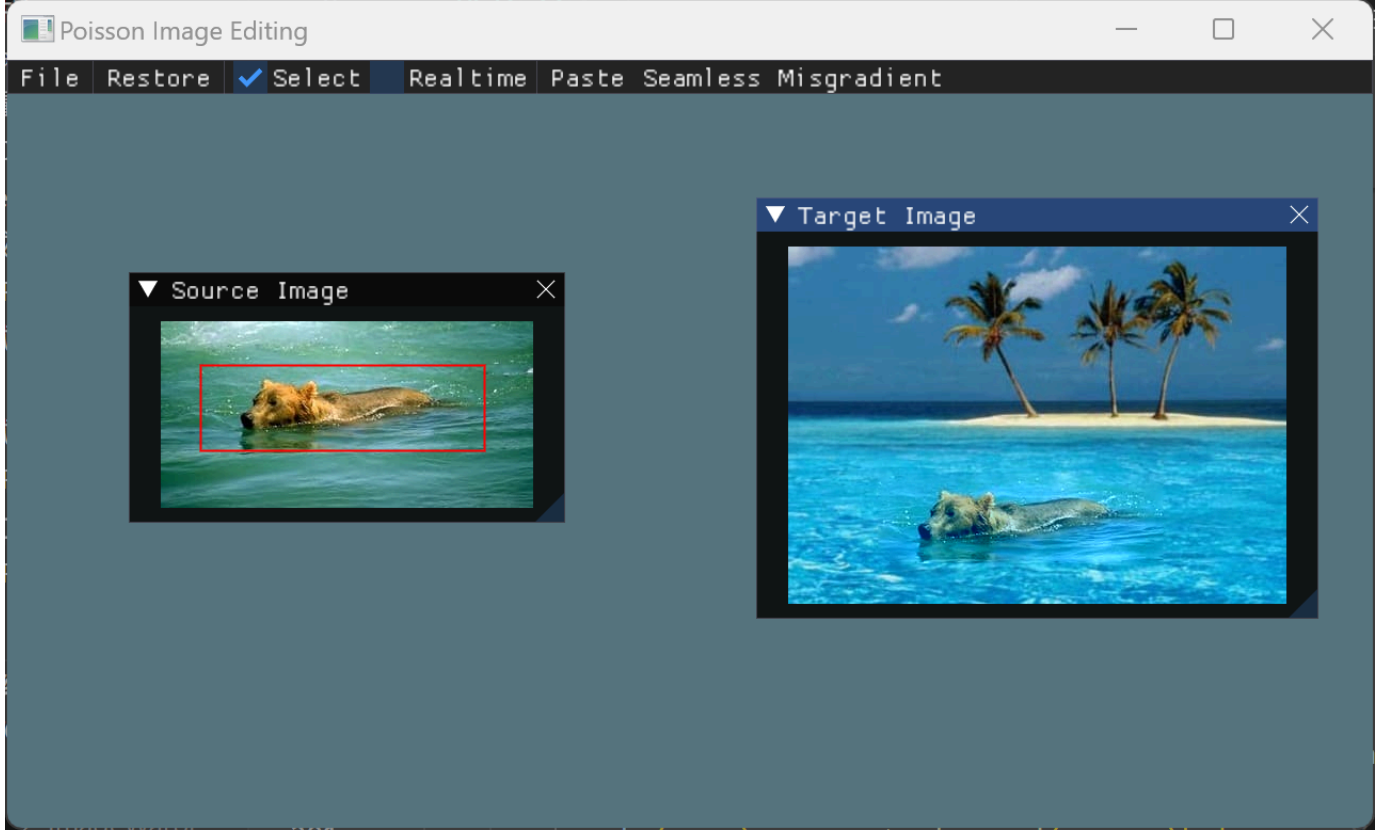 Poisson Image Editing
File Restore Select Realtime Paste Seamless Misgradient
Target Image
Source Image